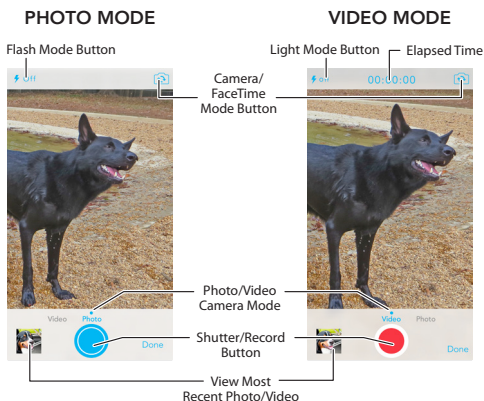 PHOTO MODE
VIDEO MODE
Flash Mode Button
Light Mode Button
Elapsed Time
Off
off 00:00:00
Camera/
FaceTime
Mode Button
Photo/Video
Camera Mode
Video Photo
Video Photo
Shutter/Record
Button
Done
Done
View Most
Recent Photo/Video